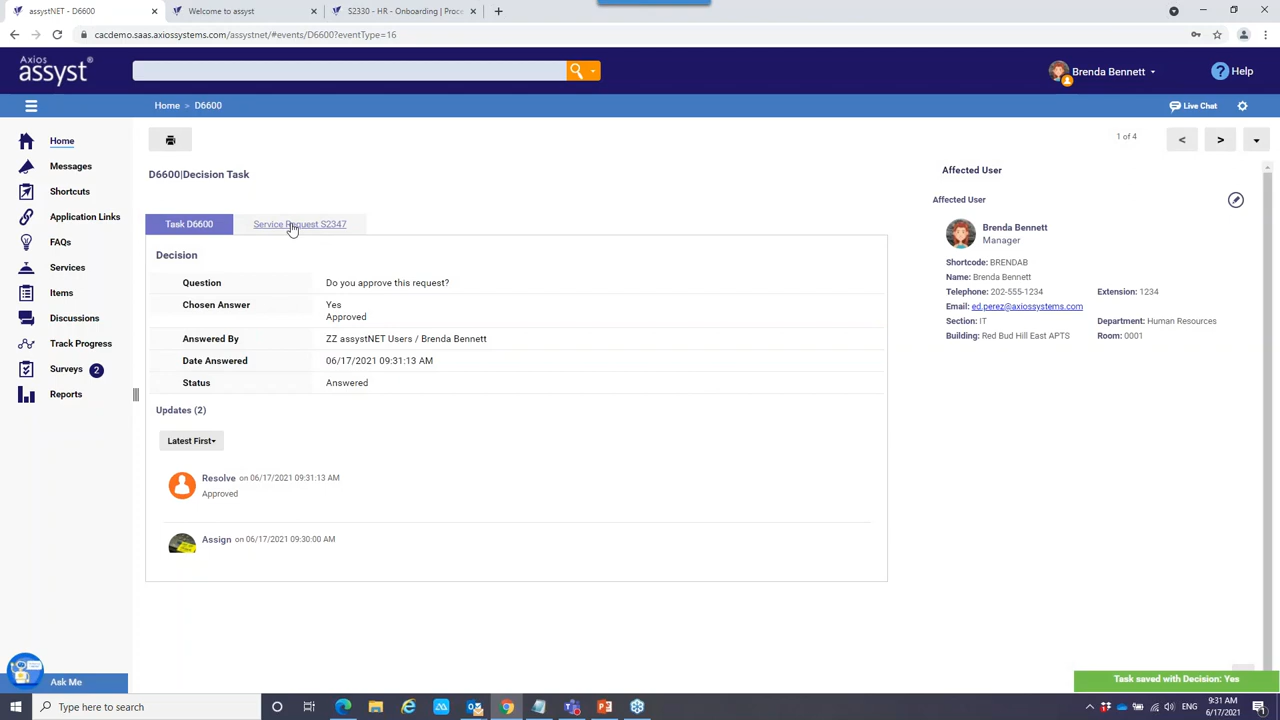 assystNET - D6600
Welcome to assyst
S2330 - HR - Onboarding | Proce
cacdemo.saas.axiossystems.com/assystnet/#events/D6600?eventType=16
Axios
assyst
Brenda Bennett
Help
Home > D6600
Live Chat
Home
Messages
Shortcuts
Application Links
FAQs
Services
Items
Discussions
Track Progress
Surveys 2
Reports
Ask Me
1 of 4
D6600|Decision Task
Task D6600
Service Request S2347
Decision
Question Do you approve this request?
Chosen Answer Yes
Approved
Answered By ZZ assystNET Users / Brenda Bennett
Date Answered 06/17/2021 09:31:13 AM
Status Answered
Updates (2)
Latest First
Resolve on 06/17/2021 09:31:13 AM
Approved
Assign on 06/17/2021 09:30:00 AM
Affected User
Affected User
Brenda Bennett
Manager
Shortcode: BRENDAB
Name: Brenda Bennett
Telephone: 202-555-1234 Extension: 1234
Email: ed.perez@axiossystems.com
Section: IT Department: Human Resources
Building: Red Bud Hill East APTS Room: 0001
Task saved with Decision: Yes
Type here to search
ENG
9:31 AM
6/17/2021